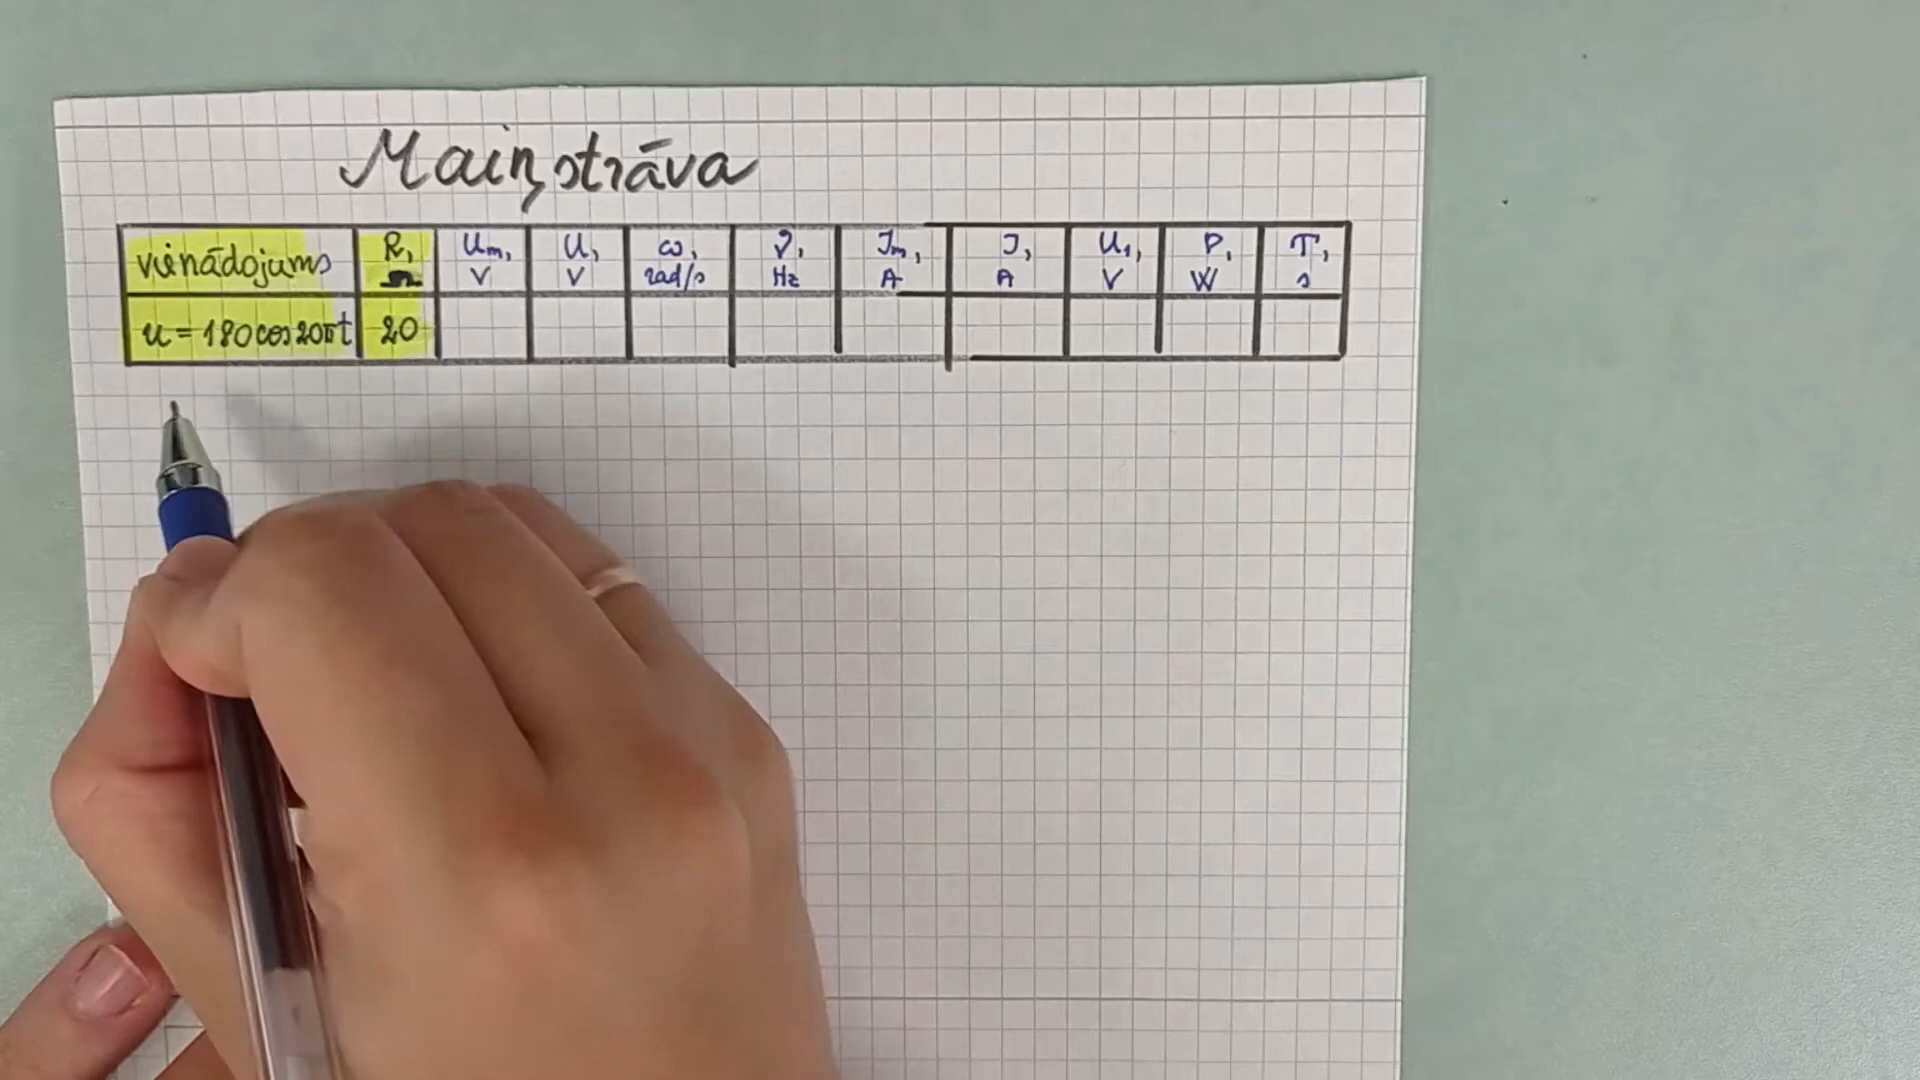 Maiņstrāva
vienādojums R, Ω Um, V U, V ω, rad/s ν, Hz Im, A I, A U1, V P, W T, s
u = 180cos20πt 20